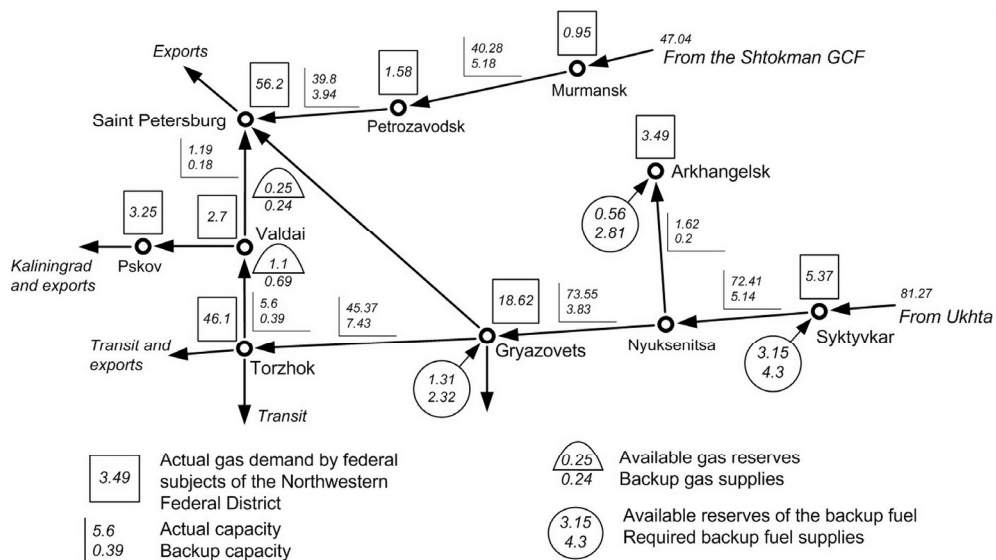 Exports
56.2
39.8
3.94
1.58
40.28
5.18
0.95
47.04
From the Shtokman GCF
Murmansk
Petrozavodsk
Saint Petersburg
1.19
0.18
0.25
0.24
3.49
Arkhangelsk
0.56
2.81
1.62
0.2
3.25
2.7
Valdai
Pskov
Kaliningrad
and exports
1.1
0.69
46.1
5.6
0.39
45.37
7.43
18.62
73.55
3.83
72.41
5.14
5.37
81.27
From Ukhta
Syktyvkar
Nyuksenitsa
Gryazovets
Transit and
exports
Torzhok
1.31
2.32
3.15
4.3
Transit
3.49
Actual gas demand by federal
subjects of the Northwestern
Federal District
5.6
0.39
Actual capacity
Backup capacity
0.25
0.24
Available gas reserves
Backup gas supplies
3.15
4.3
Available reserves of the backup fuel
Required backup fuel supplies